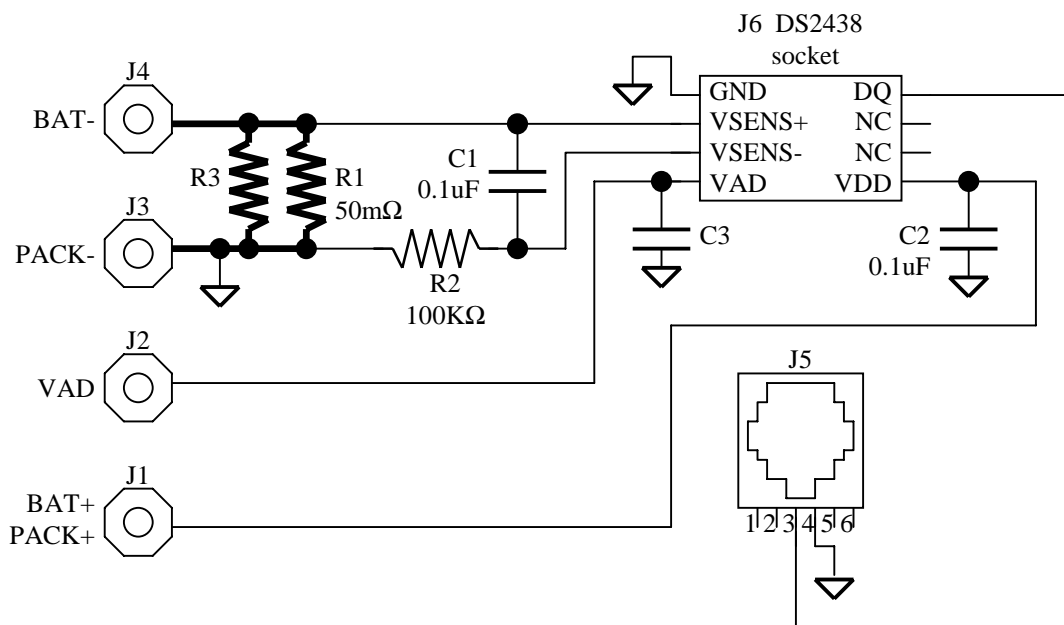 J6 DS2438
socket
GND
VSENS+
VSENS-
VAD
DQ
NC
NC
VDD
J4
BAT-
R3
R1
50mΩ
C1
0.1uF
J3
PACK-
R2
100KΩ
C3
C2
0.1uF
J2
VAD
J5
1 2 3 4 5 6
J1
BAT+
PACK+